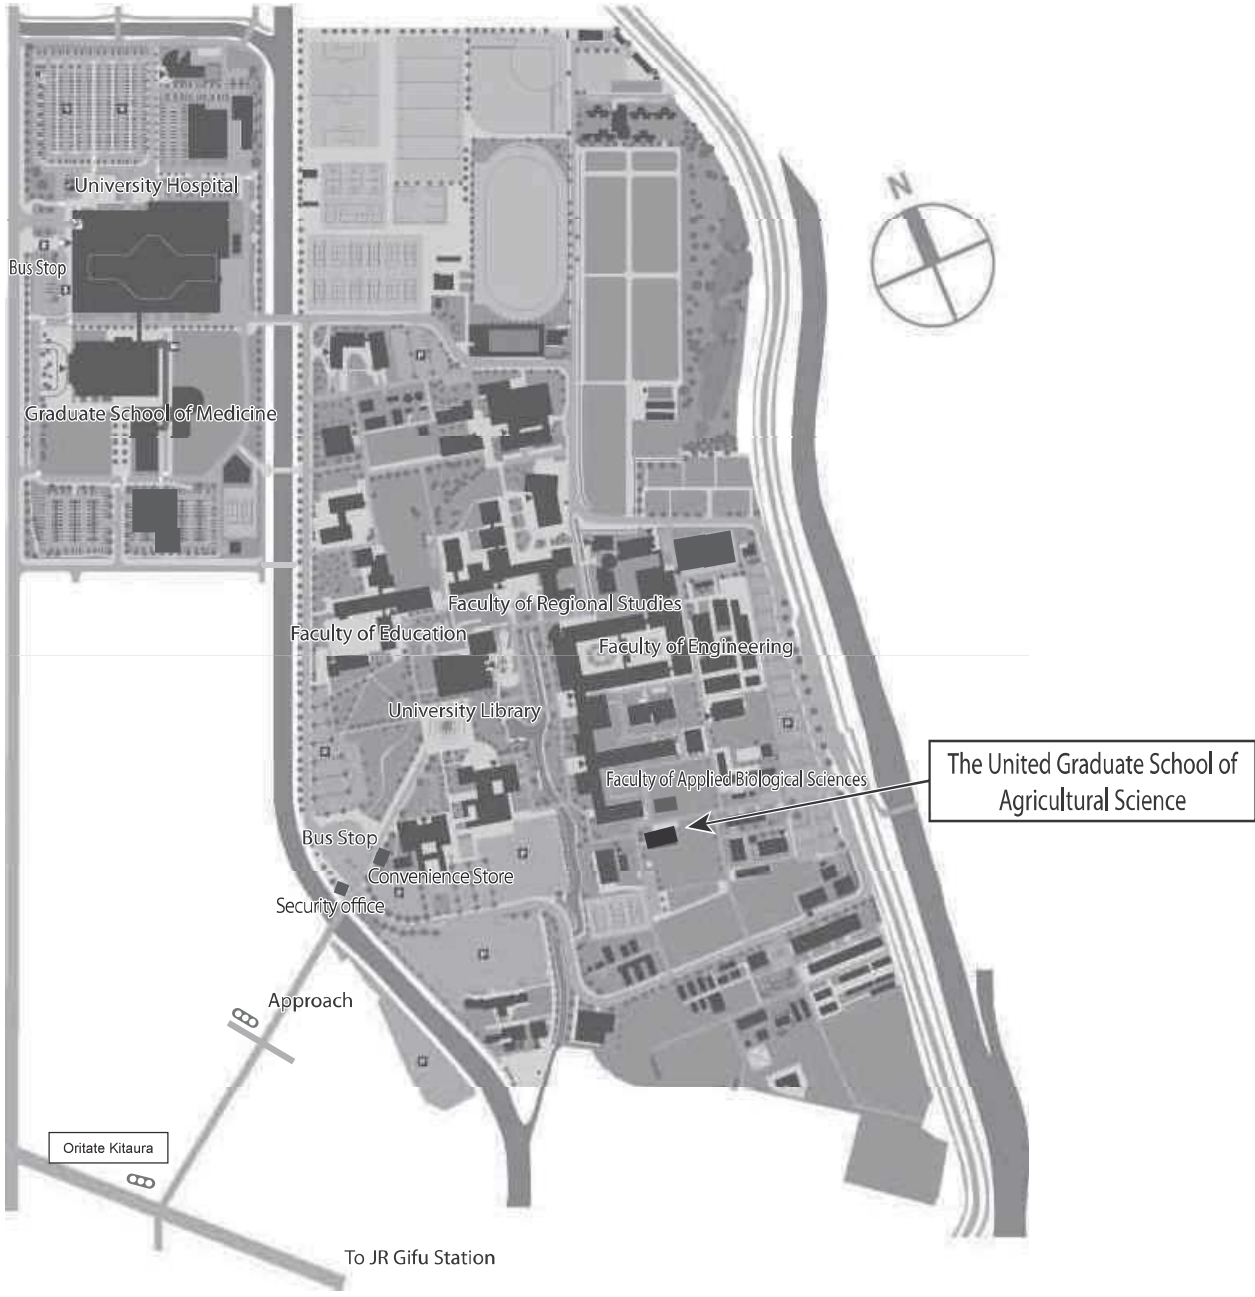 N
University Hospital
Bus Stop
Graduate School of Medicine
Faculty of Regional Studies
Faculty of Education
Faculty of Engineering
University Library
The United Graduate School of
Agricultural Science
Faculty of Applied Biological Sciences
Bus Stop
Convenience Store
Security office
Approach
Oritate Kitaura
To JR Gifu Station
P
P
P
P
P
P
P
P
P